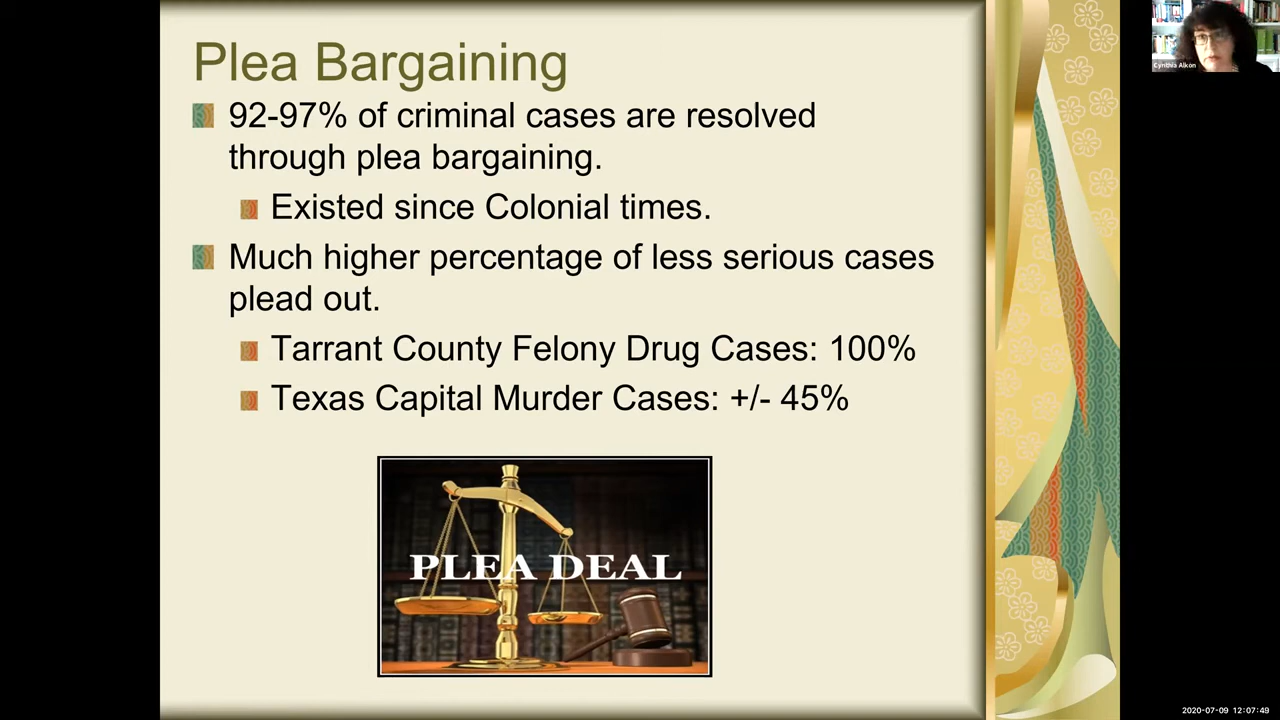 Plea Bargaining
92-97% of criminal cases are resolved
through plea bargaining.
Existed since Colonial times.
Much higher percentage of less serious cases
plead out.
Tarrant County Felony Drug Cases: 100%
Texas Capital Murder Cases: +/- 45%
PLEA DEAL
Cynthia Alkon
2020-07-09 12:07:49